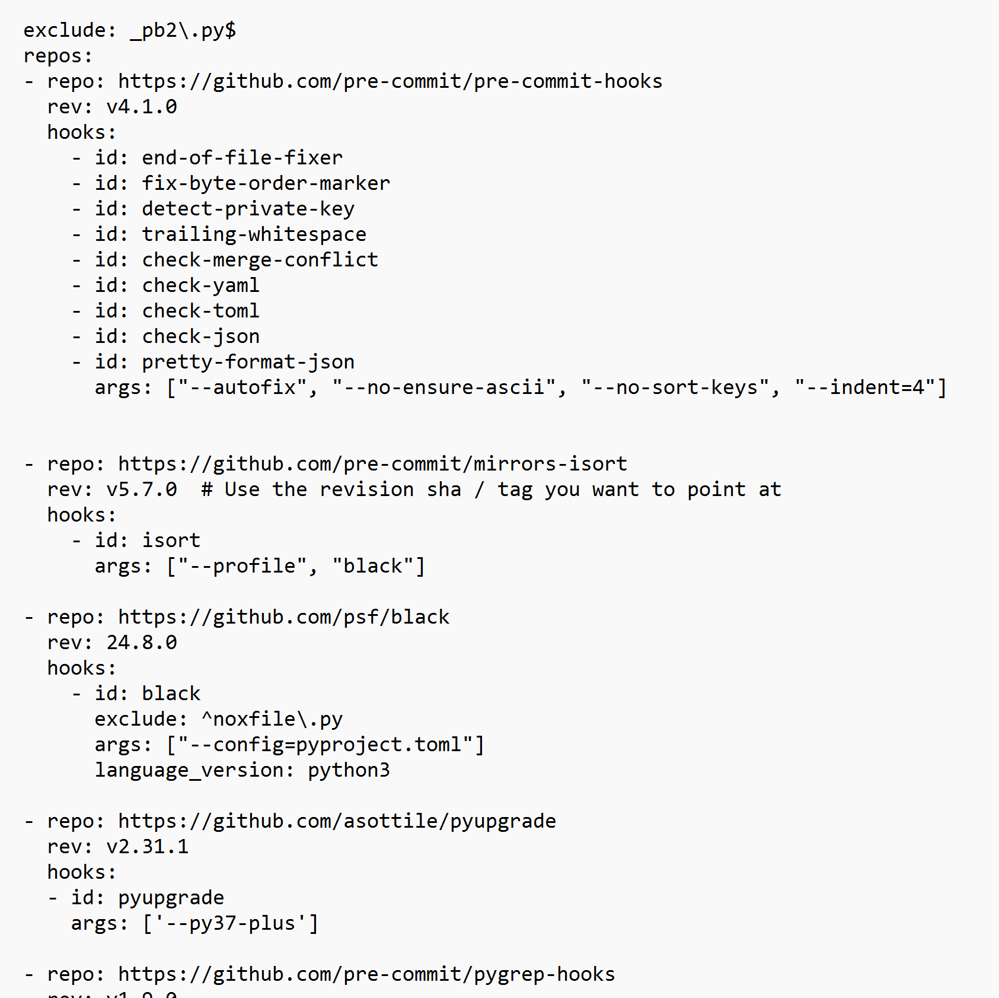 exclude: _pb2\.py$
repos:
- repo: https://github.com/pre-commit/pre-commit-hooks
  rev: v4.1.0
  hooks:
    - id: end-of-file-fixer
    - id: fix-byte-order-marker
    - id: detect-private-key
    - id: trailing-whitespace
    - id: check-merge-conflict
    - id: check-yaml
    - id: check-toml
    - id: check-json
    - id: pretty-format-json
      args: ["--autofix", "--no-ensure-ascii", "--no-sort-keys", "--indent=4"]
- repo: https://github.com/pre-commit/mirrors-isort
  rev: v5.7.0  # Use the revision sha / tag you want to point at
  hooks:
    - id: isort
      args: ["--profile", "black"]
- repo: https://github.com/psf/black
  rev: 24.8.0
  hooks:
    - id: black
      exclude: ^noxfile\.py
      args: ["--config=pyproject.toml"]
      language_version: python3
- repo: https://github.com/asottile/pyupgrade
  rev: v2.31.1
  hooks:
  - id: pyupgrade
    args: ['--py37-plus']
- repo: https://github.com/pre-commit/pygrep-hooks
  rev: